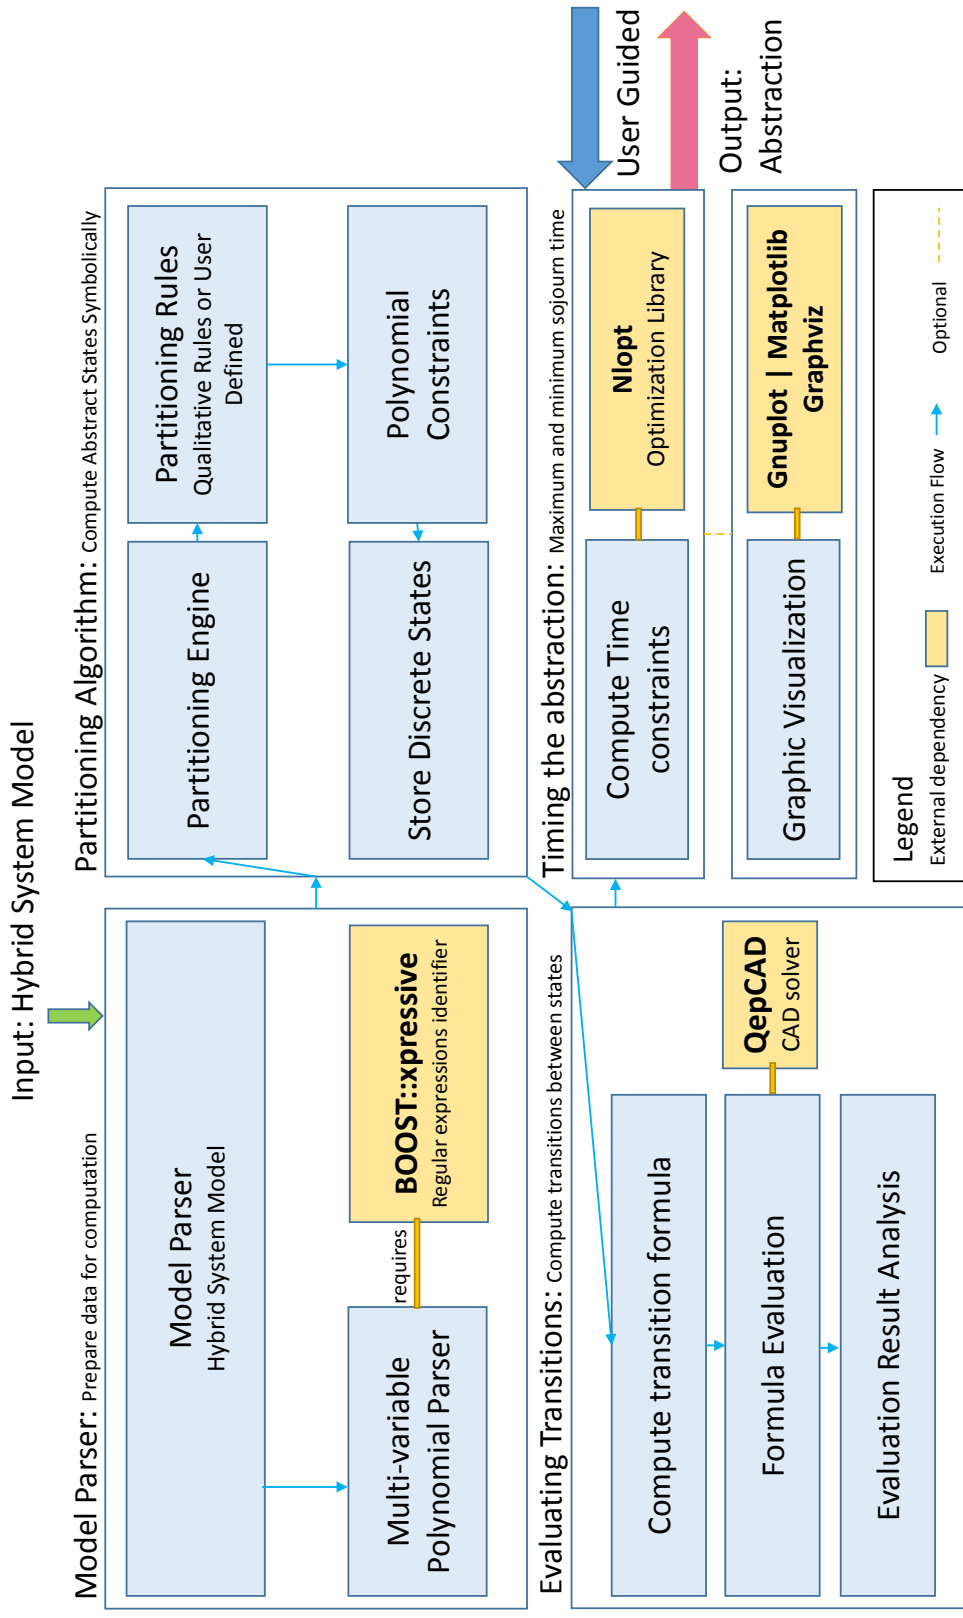 Input: Hybrid System Model
Model Parser: Prepare data for computation
Model Parser
Hybrid System Model
Multi-variable
Polynomial Parser
requires
BOOST::xpressive
Regular expressions identifier
Partitioning Algorithm: Compute Abstract States Symbolically
Partitioning Engine
Partitioning Rules
Qualitative Rules or User
Defined
Store Discrete States
Polynomial
Constraints
Evaluating Transitions: Compute transitions between states
Compute transition formula
Formula Evaluation
QepCAD
CAD solver
Evaluation Result Analysis
Timing the abstraction: Maximum and minimum sojourn time
Compute Time
constraints
Nlopt
Optimization Library
Graphic Visualization
Gnuplot | Matplotlib
Graphviz
User Guided
Output:
Abstraction
Legend
External dependency
Execution Flow
Optional